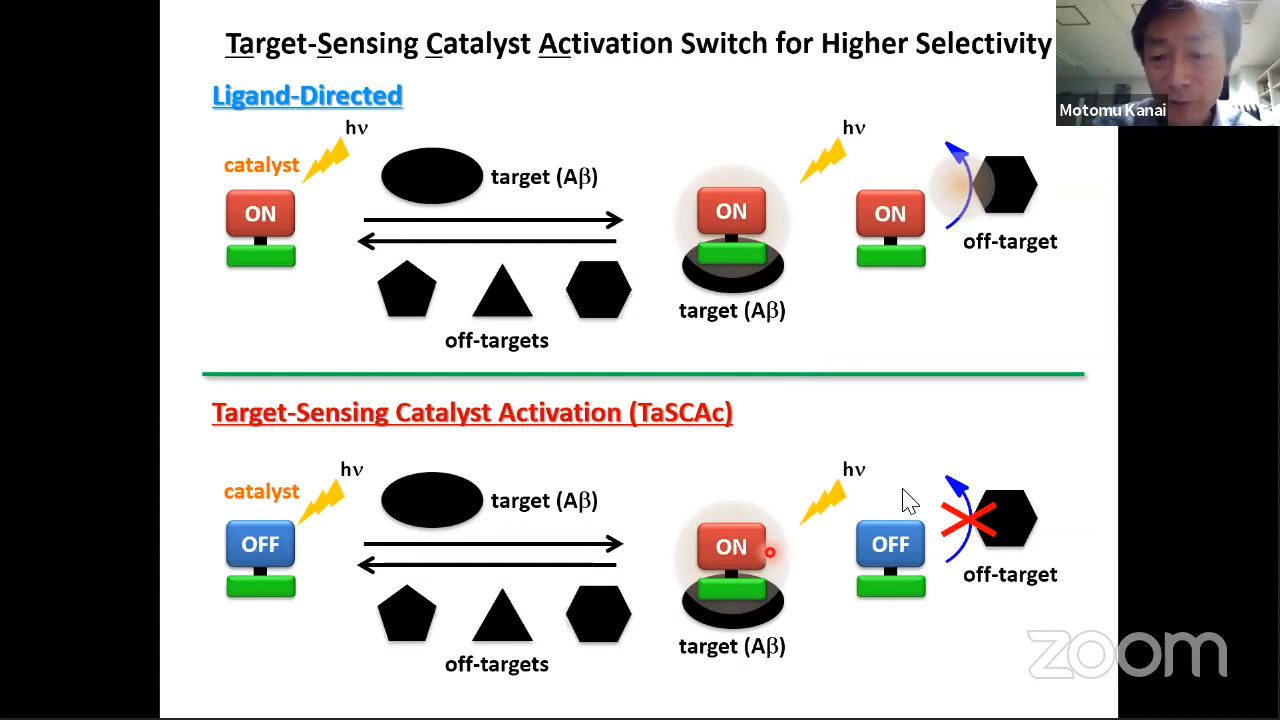 Target-Sensing Catalyst Activation Switch for Higher Selectivity
Motomu Kanai
Ligand-Directed
hν
hν
catalyst
target (Aβ)
ON
ON
ON
off-target
target (Aβ)
off-targets
Target-Sensing Catalyst Activation (TaSCAc)
hν
hν
catalyst
target (Aβ)
OFF
ON
OFF
off-target
target (Aβ)
off-targets
zoom